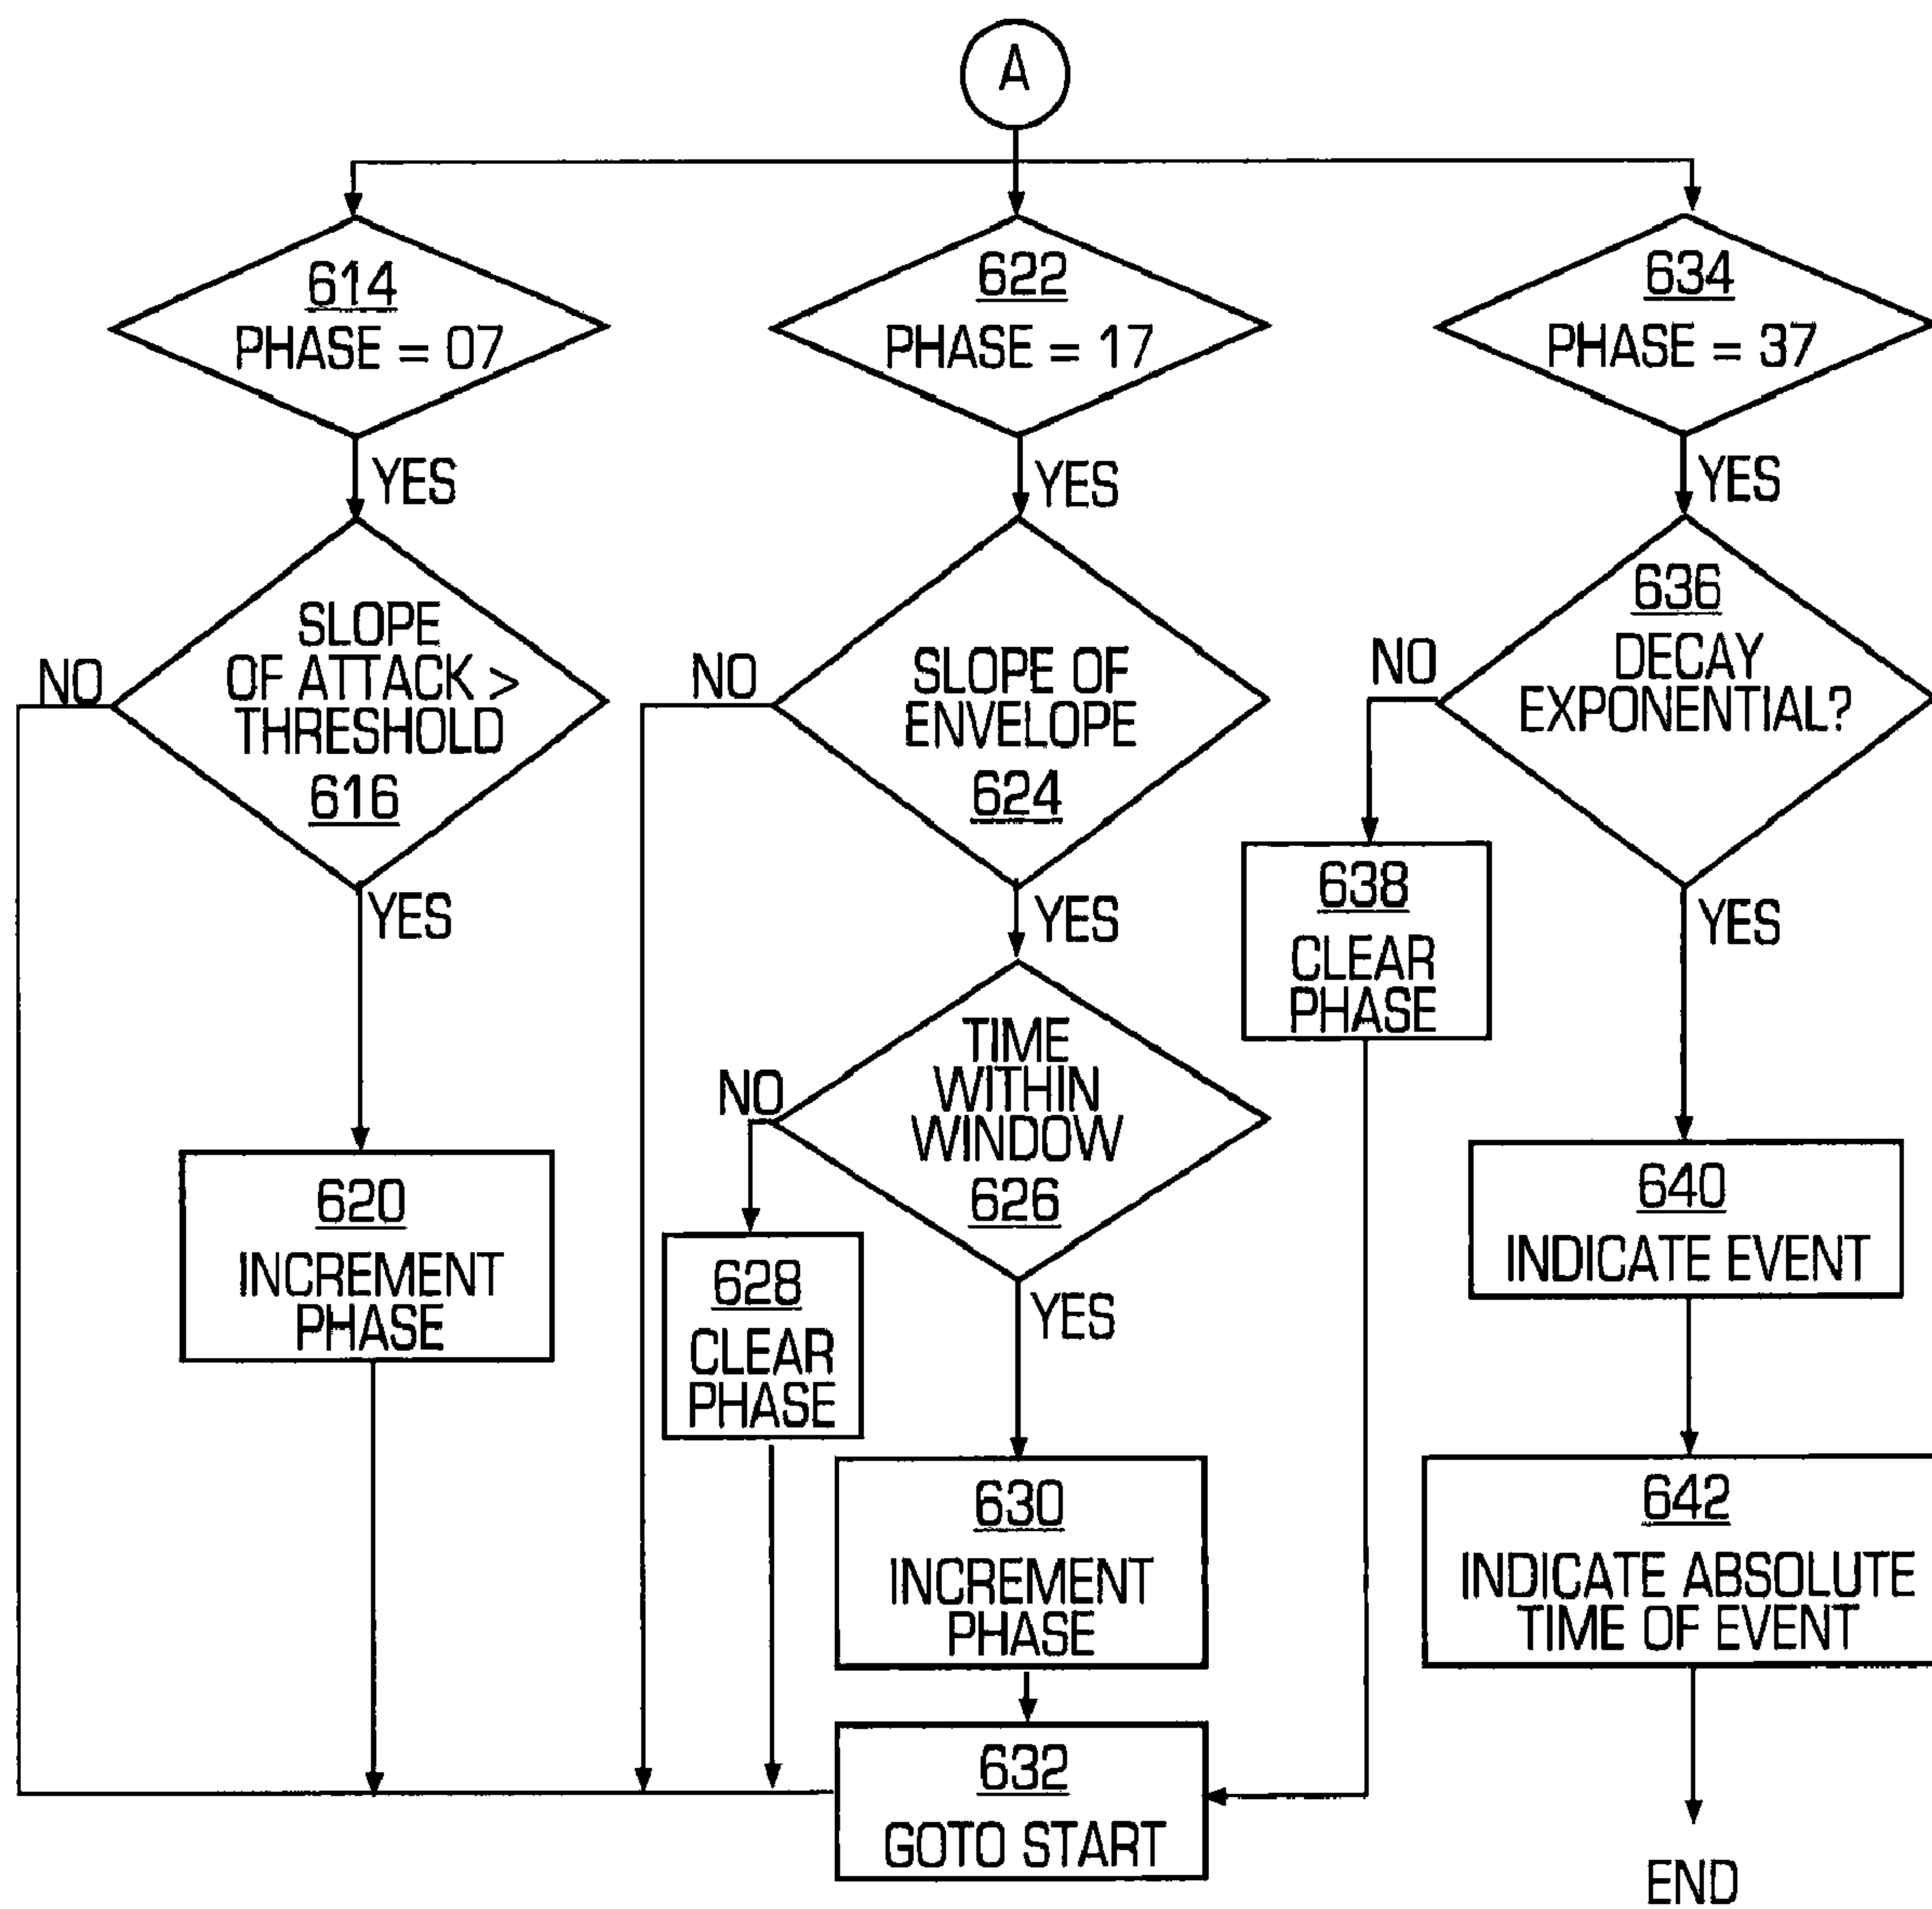 A
614
PHASE = 07
622
PHASE = 17
634
PHASE = 37
YES
YES
YES
NO
SLOPE
OF ATTACK >
THRESHOLD
616
NO
SLOPE OF
ENVELOPE
624
NO
636
DECAY
EXPONENTIAL?
YES
YES
YES
638
CLEAR
PHASE
TIME
WITHIN
WINDOW
626
NO
YES
620
INCREMENT
PHASE
628
CLEAR
PHASE
640
INDICATE EVENT
630
INCREMENT
PHASE
642
INDICATE ABSOLUTE
TIME OF EVENT
632
GOTO START
END